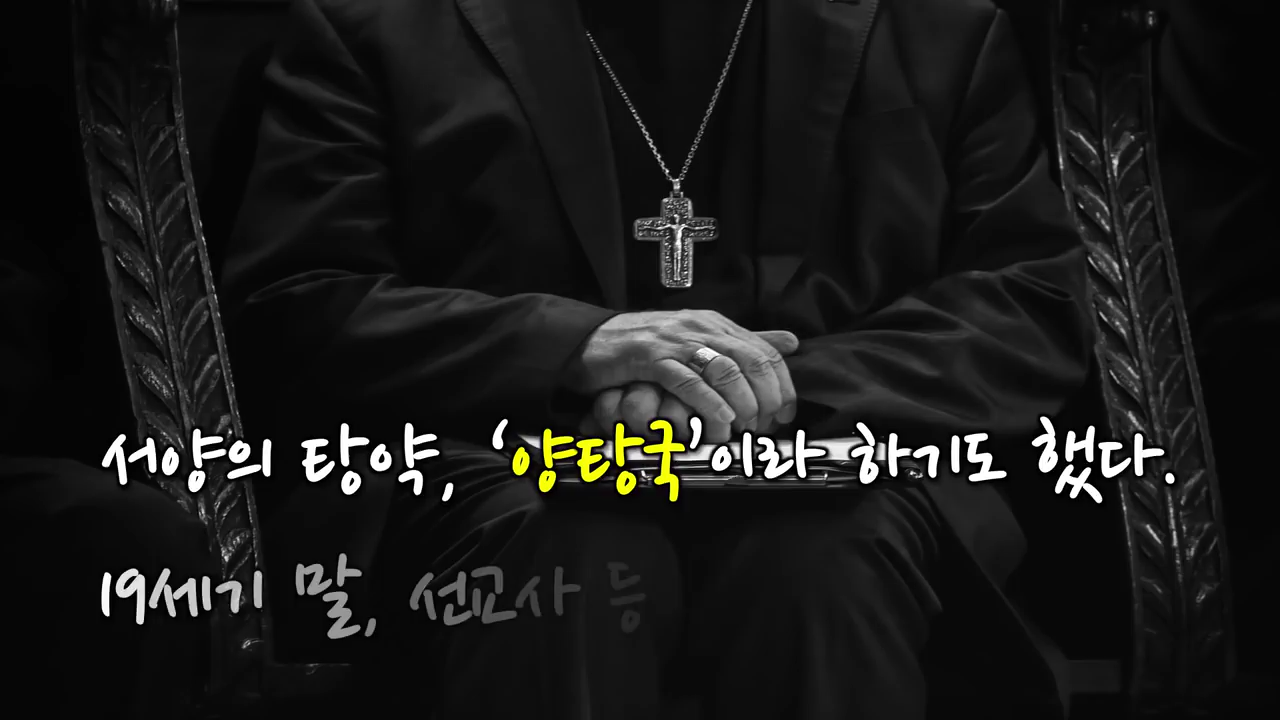 서양의 탕약, ‘양탕국’이라 하기도 했다.
19세기 말, 선교사 등